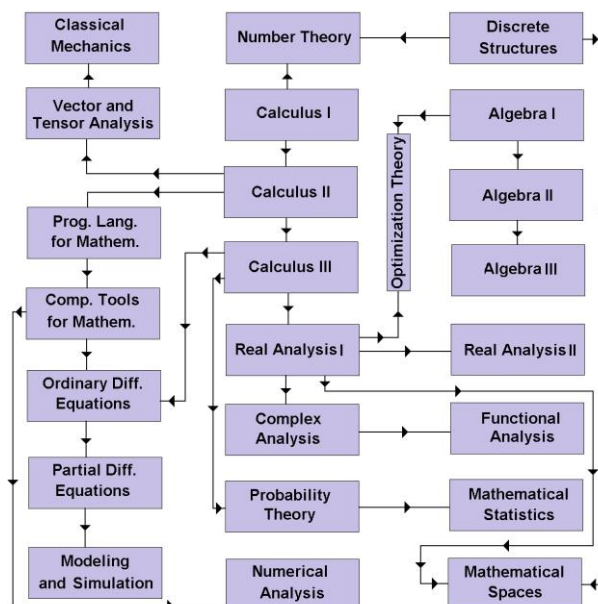 Classical
Mechanics
Number Theory
Discrete
Structures
Vector and
Tensor Analysis
Calculus I
Algebra I
Optimization Theory
Calculus II
Algebra II
Prog. Lang.
for Mathem.
Calculus III
Algebra III
Comp. Tools
for Mathem.
Real Analysis I
Real Analysis II
Ordinary Diff.
Equations
Complex
Analysis
Functional
Analysis
Partial Diff.
Equations
Probability
Theory
Mathematical
Statistics
Modeling
and Simulation
Numerical
Analysis
Mathematical
Spaces